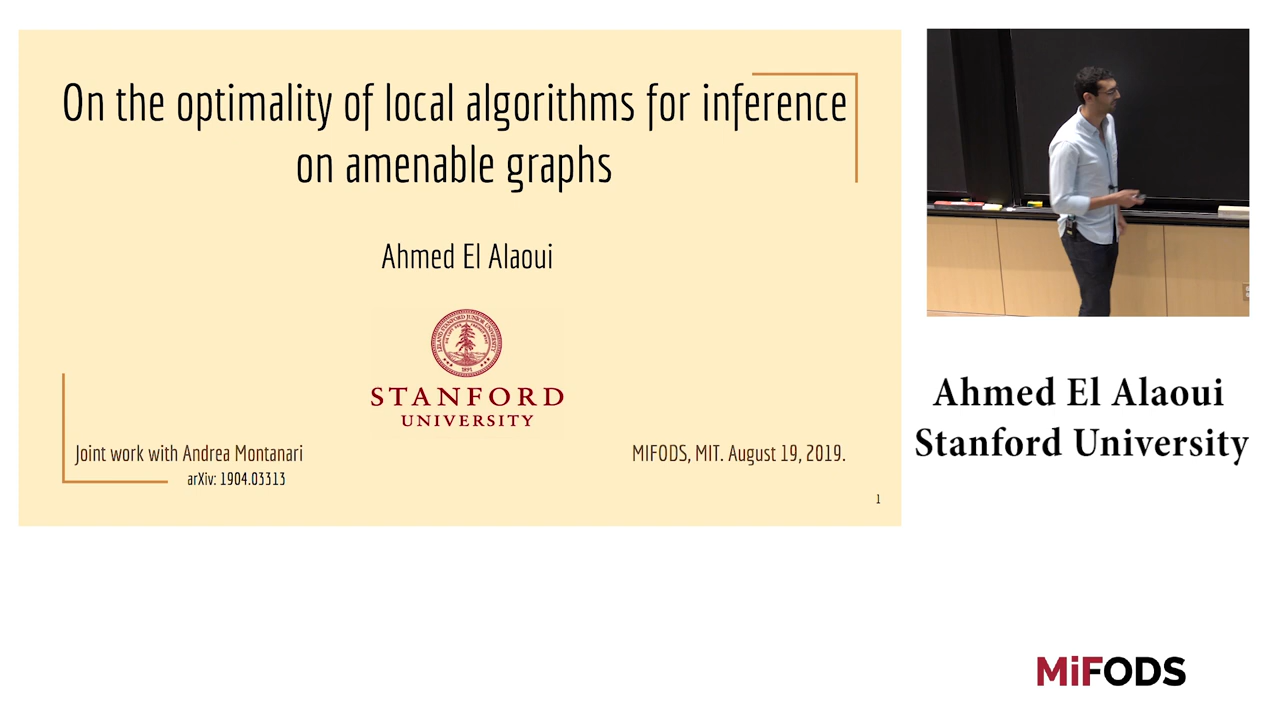 On the optimality of local algorithms for inference
on amenable graphs
Ahmed El Alaoui
STANFORD
UNIVERSITY
Joint work with Andrea Montanari
arXiv: 1904.03313
MIFODS, MIT. August 19, 2019.
1
Ahmed El Alaoui
Stanford University
MiFODS